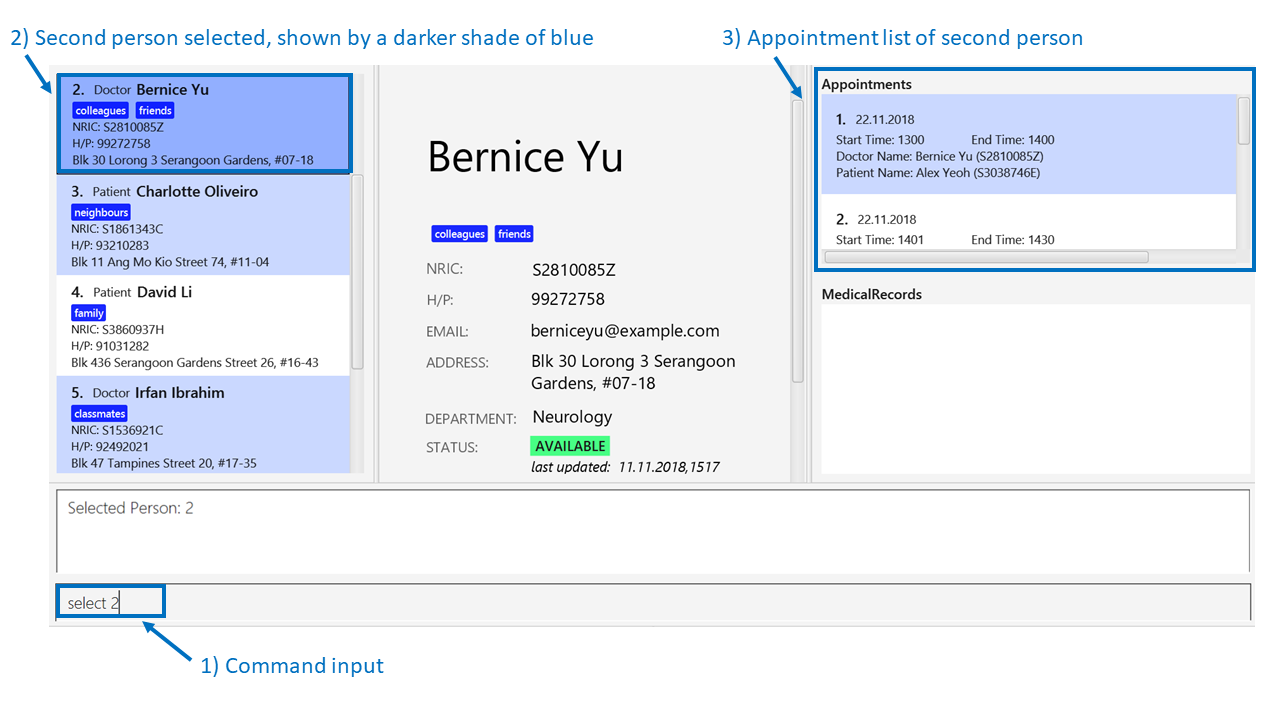 2) Second person selected, shown by a darker shade of blue
3) Appointment list of second person
2. Doctor Bernice Yu
colleagues friends
NRIC: S2810085Z
H/P: 99272758
Blk 30 Lorong 3 Serangoon Gardens, #07-18
3. Patient Charlotte Oliveiro
neighbours
NRIC: S1861343C
H/P: 93210283
Blk 11 Ang Mo Kio Street 74, #11-04
4. Patient David Li
family
NRIC: S3860937H
H/P: 91031282
Blk 436 Serangoon Gardens Street 26, #16-43
5. Doctor Irfan Ibrahim
classmates
NRIC: S1536921C
H/P: 92492021
Blk 47 Tampines Street 20, #17-35
Bernice Yu
colleagues friends
NRIC: S2810085Z
H/P: 99272758
EMAIL: berniceyu@example.com
ADDRESS: Blk 30 Lorong 3 Serangoon
Gardens, #07-18
DEPARTMENT: Neurology
STATUS: AVAILABLE
last updated: 11.11.2018,1517
Appointments
1. 22.11.2018
Start Time: 1300 End Time: 1400
Doctor Name: Bernice Yu (S2810085Z)
Patient Name: Alex Yeoh (S3038746E)
2. 22.11.2018
Start Time: 1401 End Time: 1430
MedicalRecords
Selected Person: 2
select 2
1) Command input